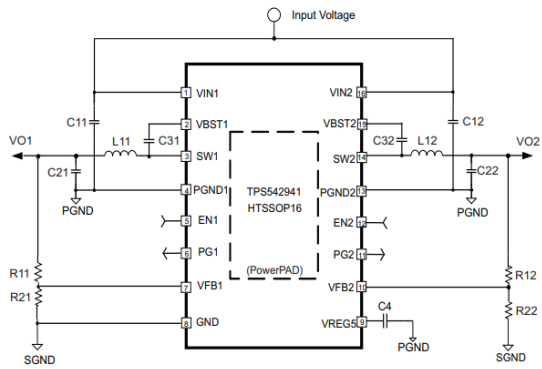 Input Voltage
1 VIN1
VIN2 16
C11
2 VBST1
VBST2
C12
VO1
L11
C31
C32
L12
VO2
3 SW1
SW2 14
C21
TPS542941
HTSSOP16
C22
4 PGND1
PGND2 13
PGND
PGND
5 EN1
EN2 12
6 PG1
PG2 11
(PowerPAD)
R11
R12
7 VFB1
VFB2 10
R21
R22
8 GND
VREG5 9
C4
PGND
SGND
SGND